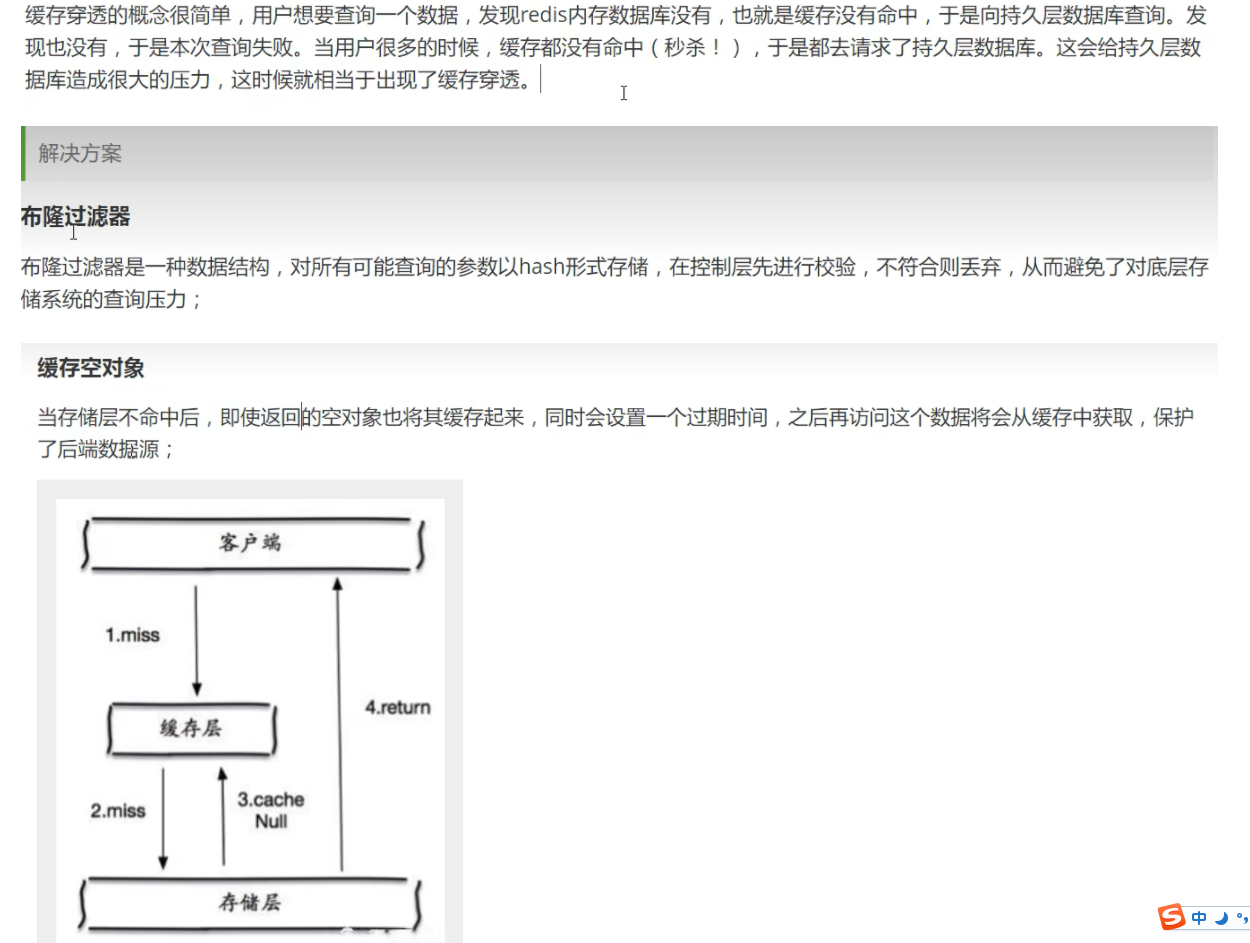 缓存穿透的概念很简单，用户想要查询一个数据，发现redis内存数据库没有，也就是缓存没有命中，于是向持久层数据库查询。发
现也没有，于是本次查询失败。当用户很多的时候，缓存都没有命中（秒杀！），于是都去请求了持久层数据库。这会给持久层数
据库造成很大的压力，这时候就相当于出现了缓存穿透。
解决方案
布隆过滤器
布隆过滤器是一种数据结构，对所有可能查询的参数以hash形式存储，在控制层先进行校验，不符合则丢弃，从而避免了对底层存
储系统的查询压力；
缓存空对象
当存储层不命中后，即使返回的空对象也将其缓存起来，同时会设置一个过期时间，之后再访问这个数据将会从缓存中获取，保护
了后端数据源；
客户端
1.miss
4.return
缓存层
2.miss
3.cache
Null
存储层
中